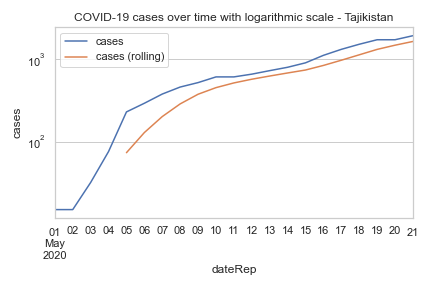 COVID-19 cases over time with logarithmic scale - Tajikistan
cases
cases (rolling)
10³
10²
cases
01 02 03 04 05 06 07 08 09 10 11 12 13 14 15 16 17 18 19 20 21
May
2020
dateRep